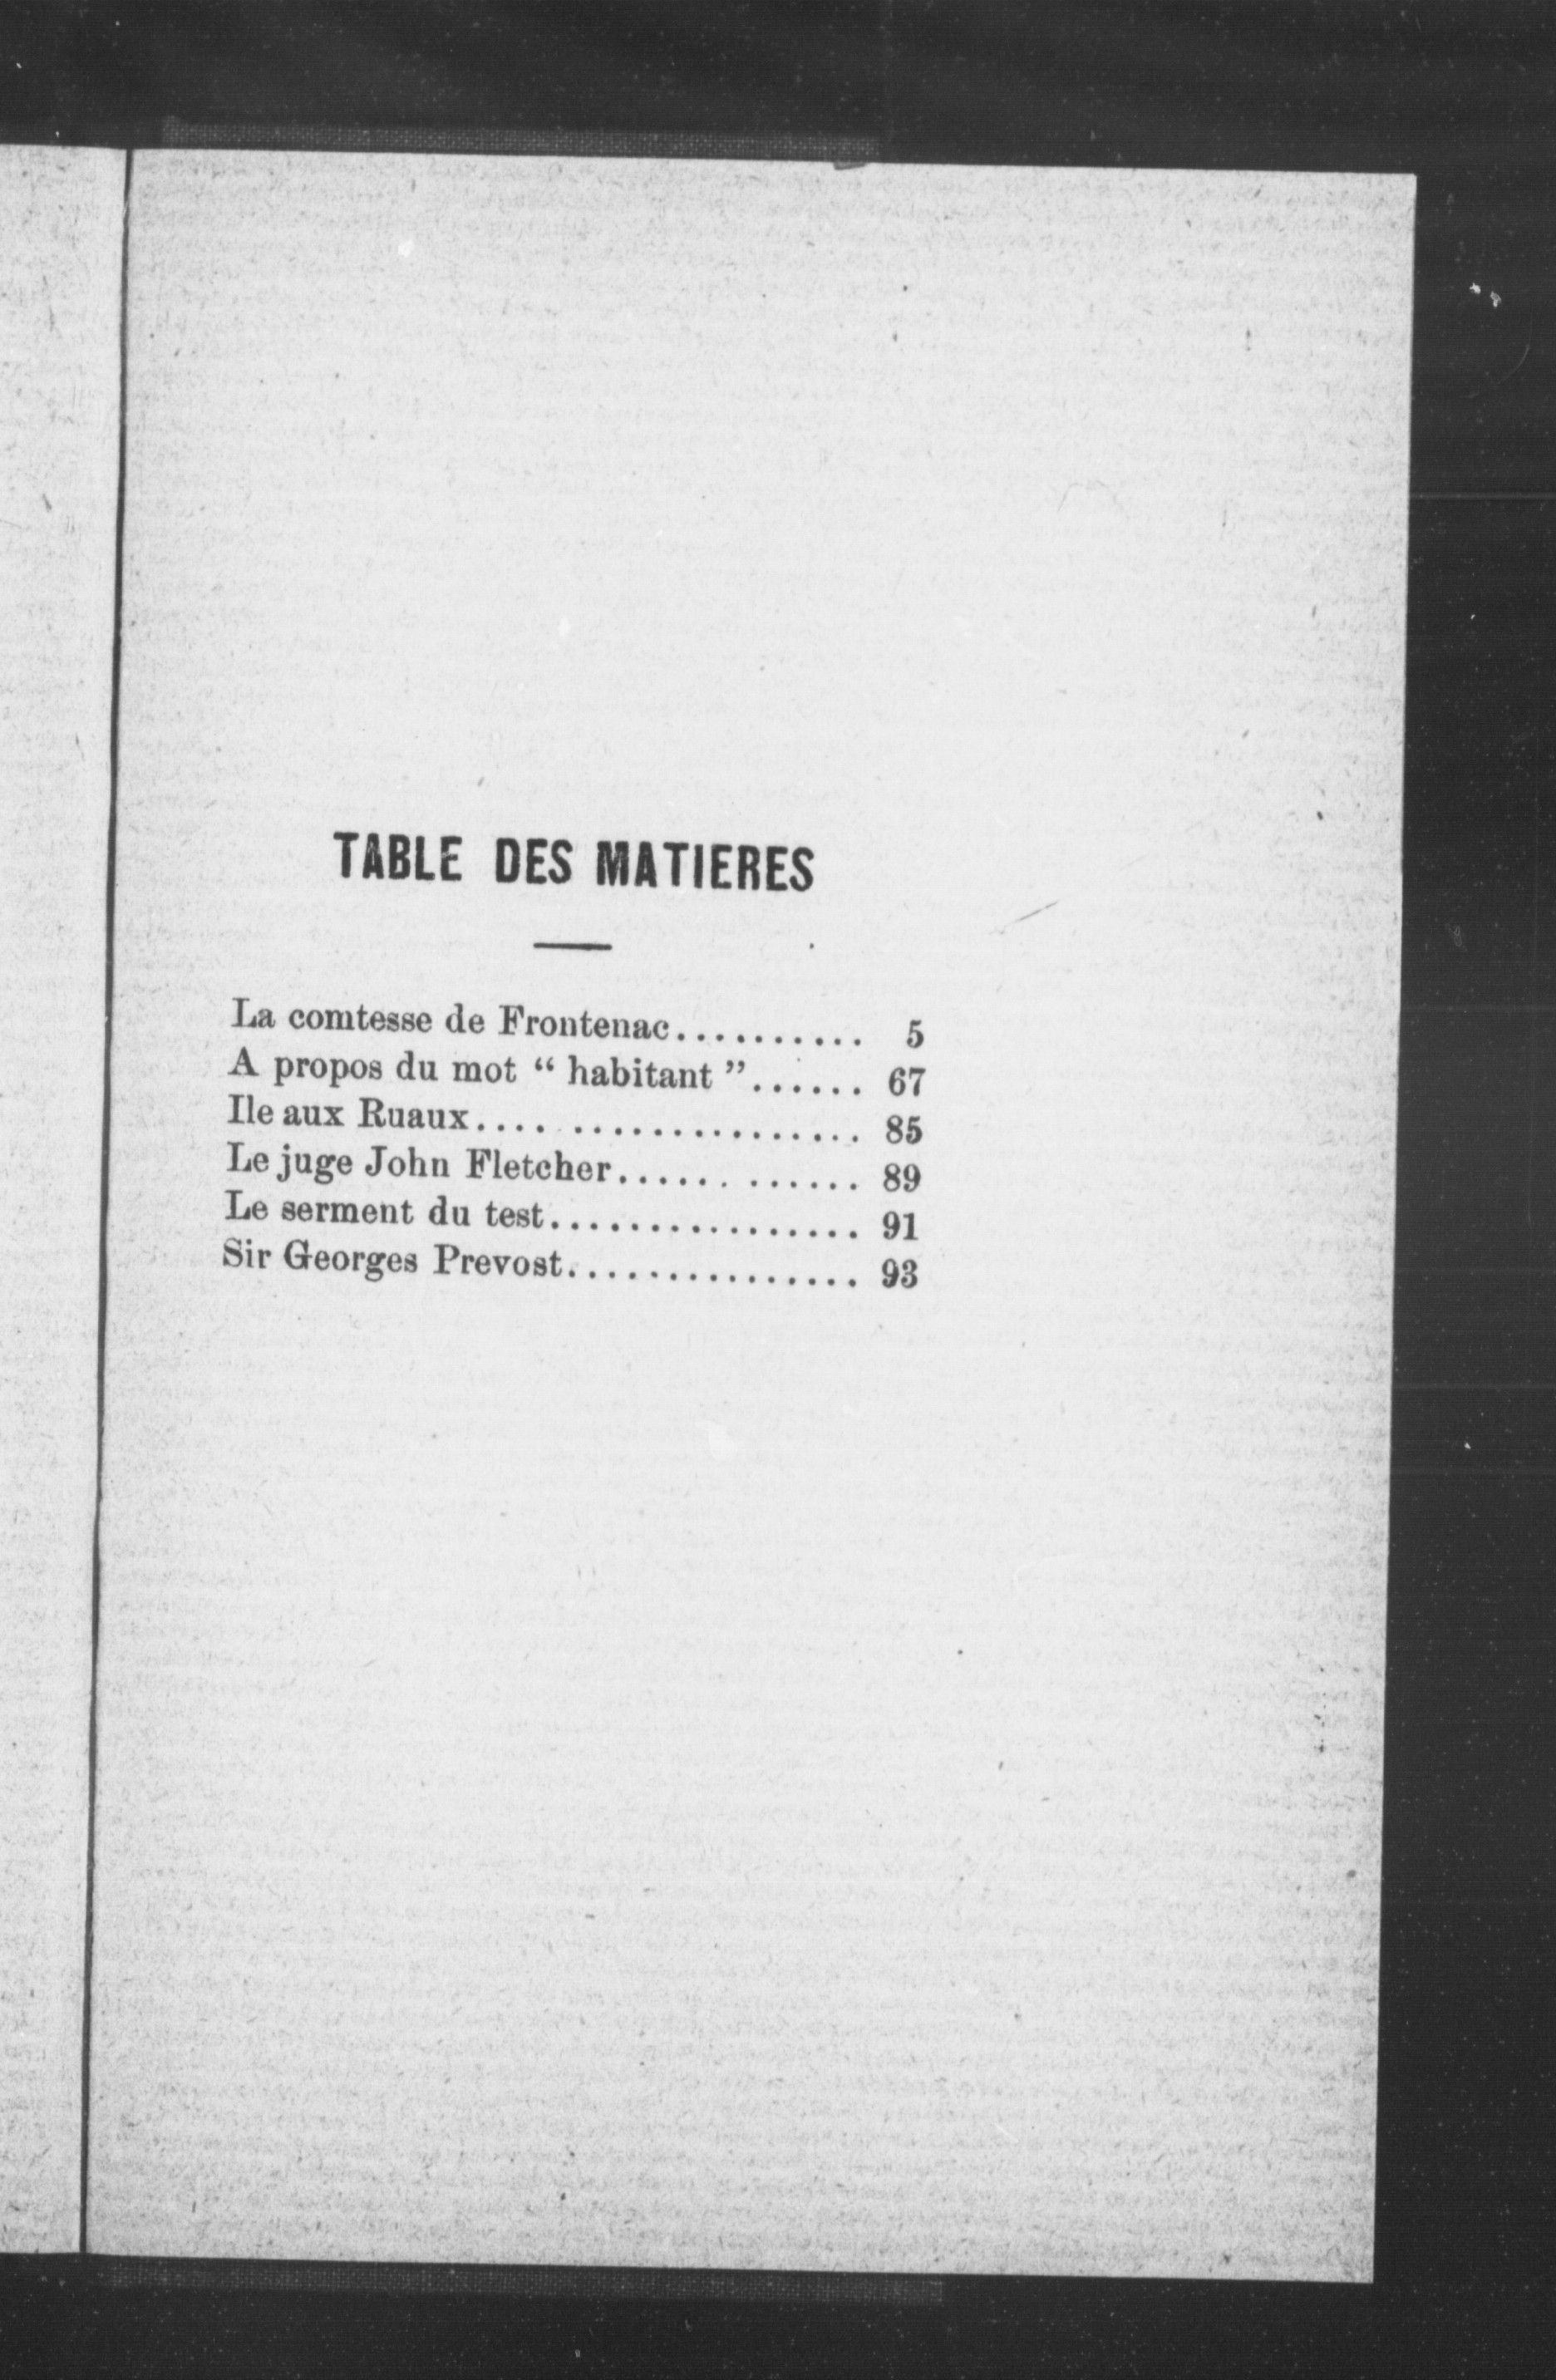 TABLE DES MATIERES
La comtesse de Frontenac.......... 5
A propos du mot “ habitant ”...... 67
Ile aux Ruaux.... ............... 85
Le juge John Fletcher...... ...... 89
Le serment du test................ 91
Sir Georges Prevost............... 93